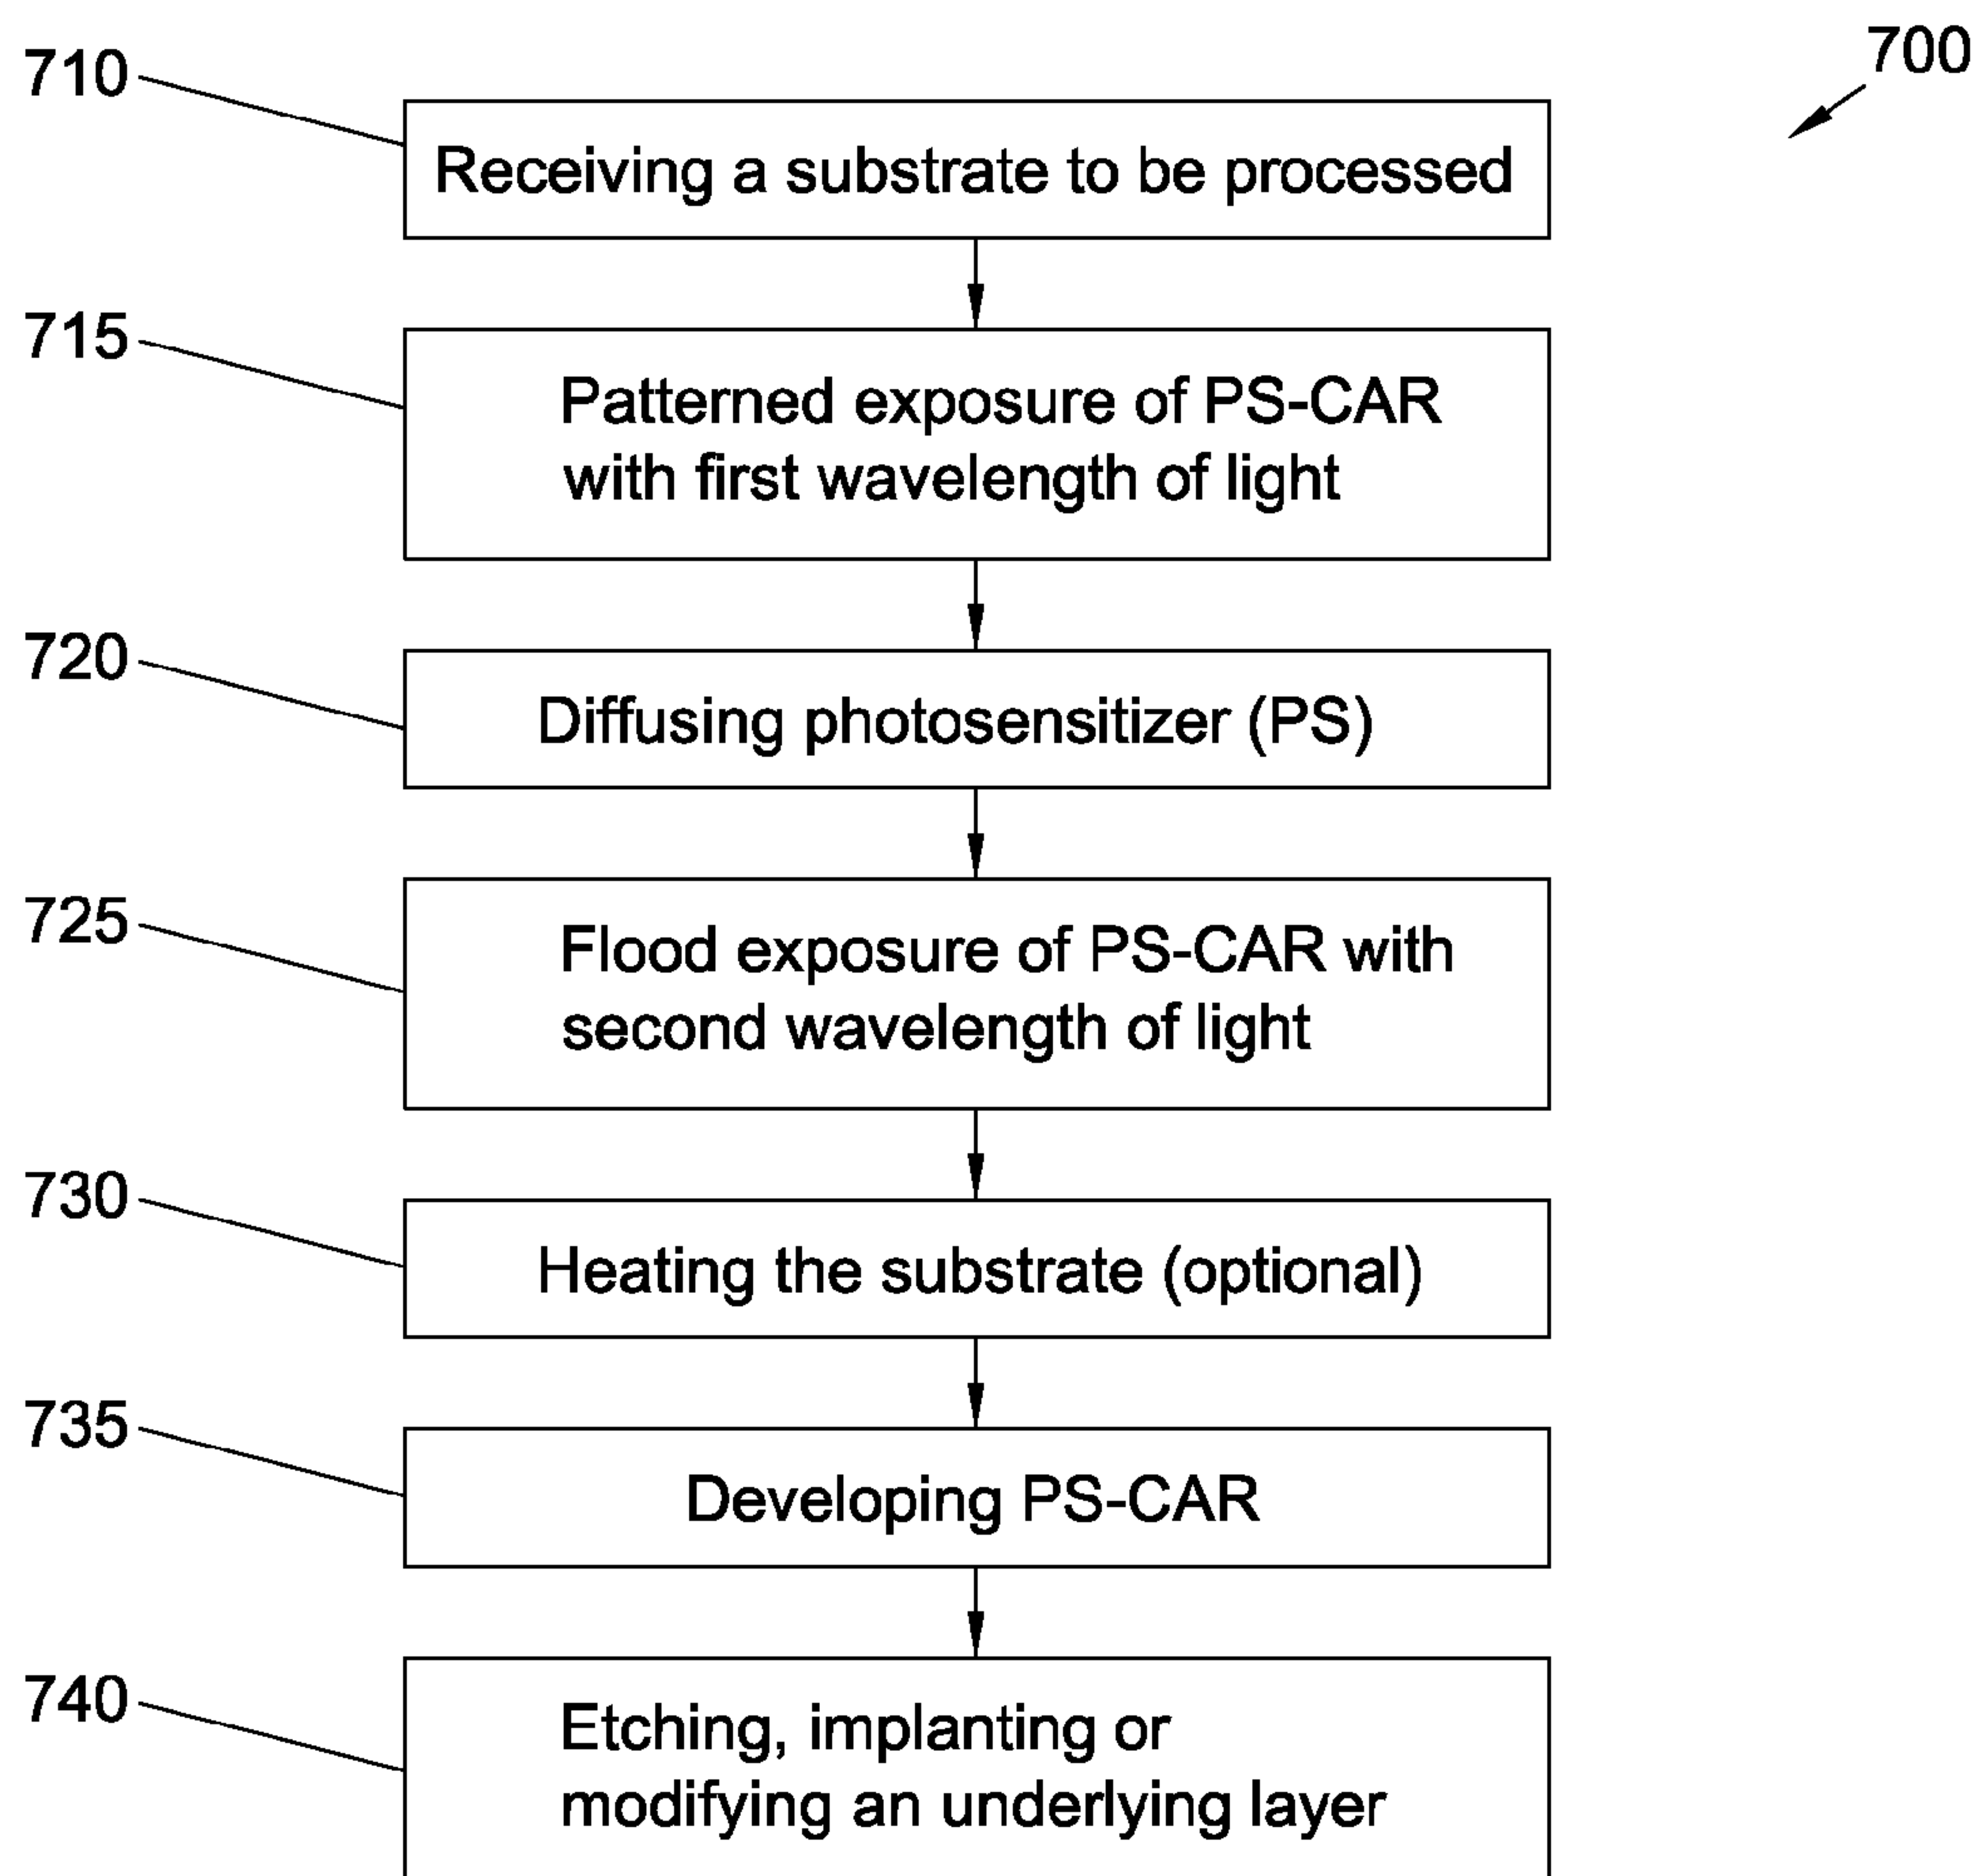 700
710
Receiving a substrate to be processed
715
Patterned exposure of PS-CAR
with first wavelength of light
720
Diffusing photosensitizer (PS)
725
Flood exposure of PS-CAR with
second wavelength of light
730
Heating the substrate (optional)
735
Developing PS-CAR
740
Etching, implanting or
modifying an underlying layer